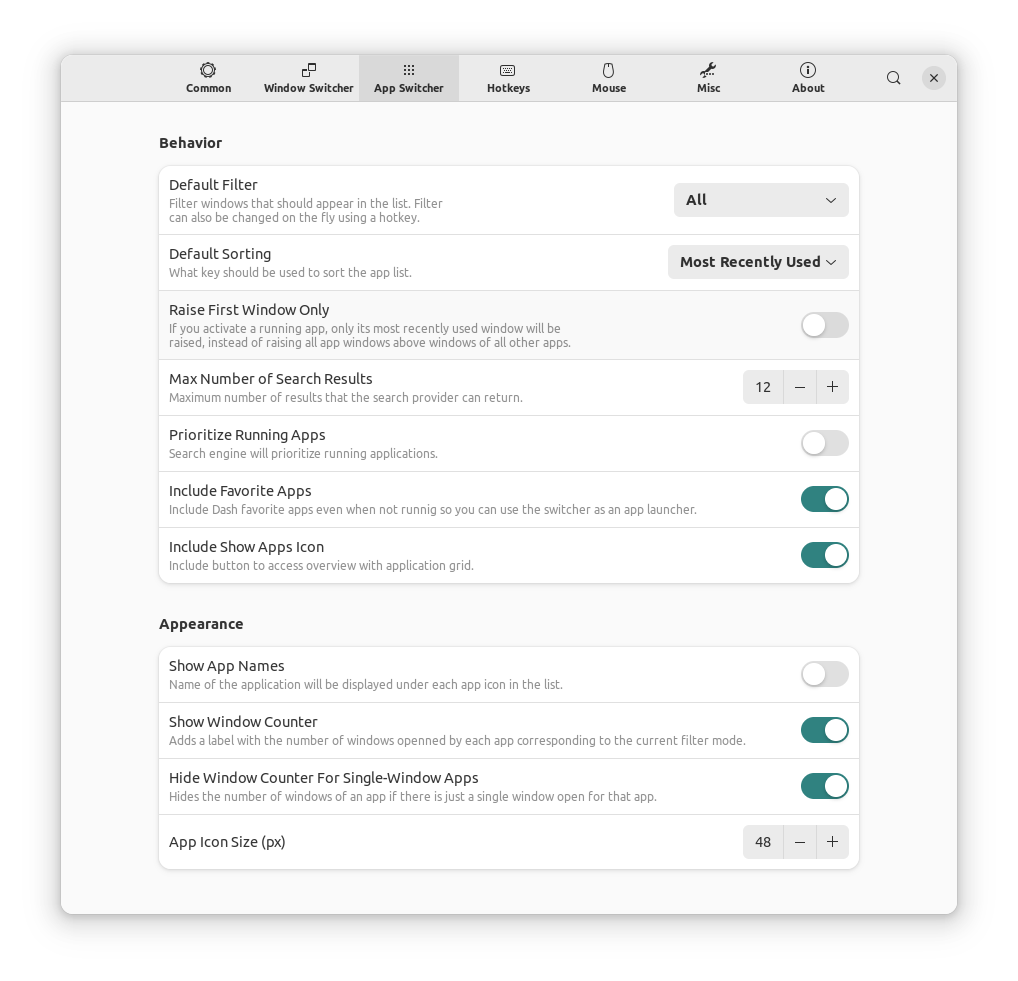 Common
Window Switcher
App Switcher
Hotkeys
Mouse
Misc
About
Behavior
Default Filter
Filter windows that should appear in the list. Filter
can also be changed on the fly using a hotkey.
All
Default Sorting
What key should be used to sort the app list.
Most Recently Used
Raise First Window Only
If you activate a running app, only its most recently used window will be
raised, instead of raising all app windows above windows of all other apps.
Max Number of Search Results
Maximum number of results that the search provider can return.
12
Prioritize Running Apps
Search engine will prioritize running applications.
Include Favorite Apps
Include Dash favorite apps even when not runnig so you can use the switcher as an app launcher.
Include Show Apps Icon
Include button to access overview with application grid.
Appearance
Show App Names
Name of the application will be displayed under each app icon in the list.
Show Window Counter
Adds a label with the number of windows openned by each app corresponding to the current filter mode.
Hide Window Counter For Single-Window Apps
Hides the number of windows of an app if there is just a single window open for that app.
App Icon Size (px)
48